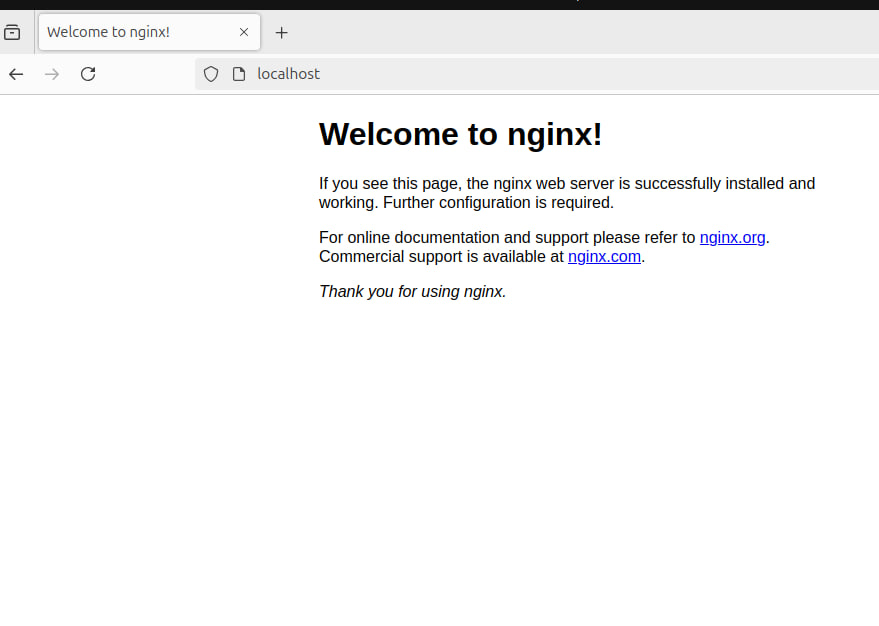 Welcome to nginx!
localhost
Welcome to nginx!
If you see this page, the nginx web server is successfully installed and
working. Further configuration is required.
For online documentation and support please refer to nginx.org.
Commercial support is available at nginx.com.
Thank you for using nginx.